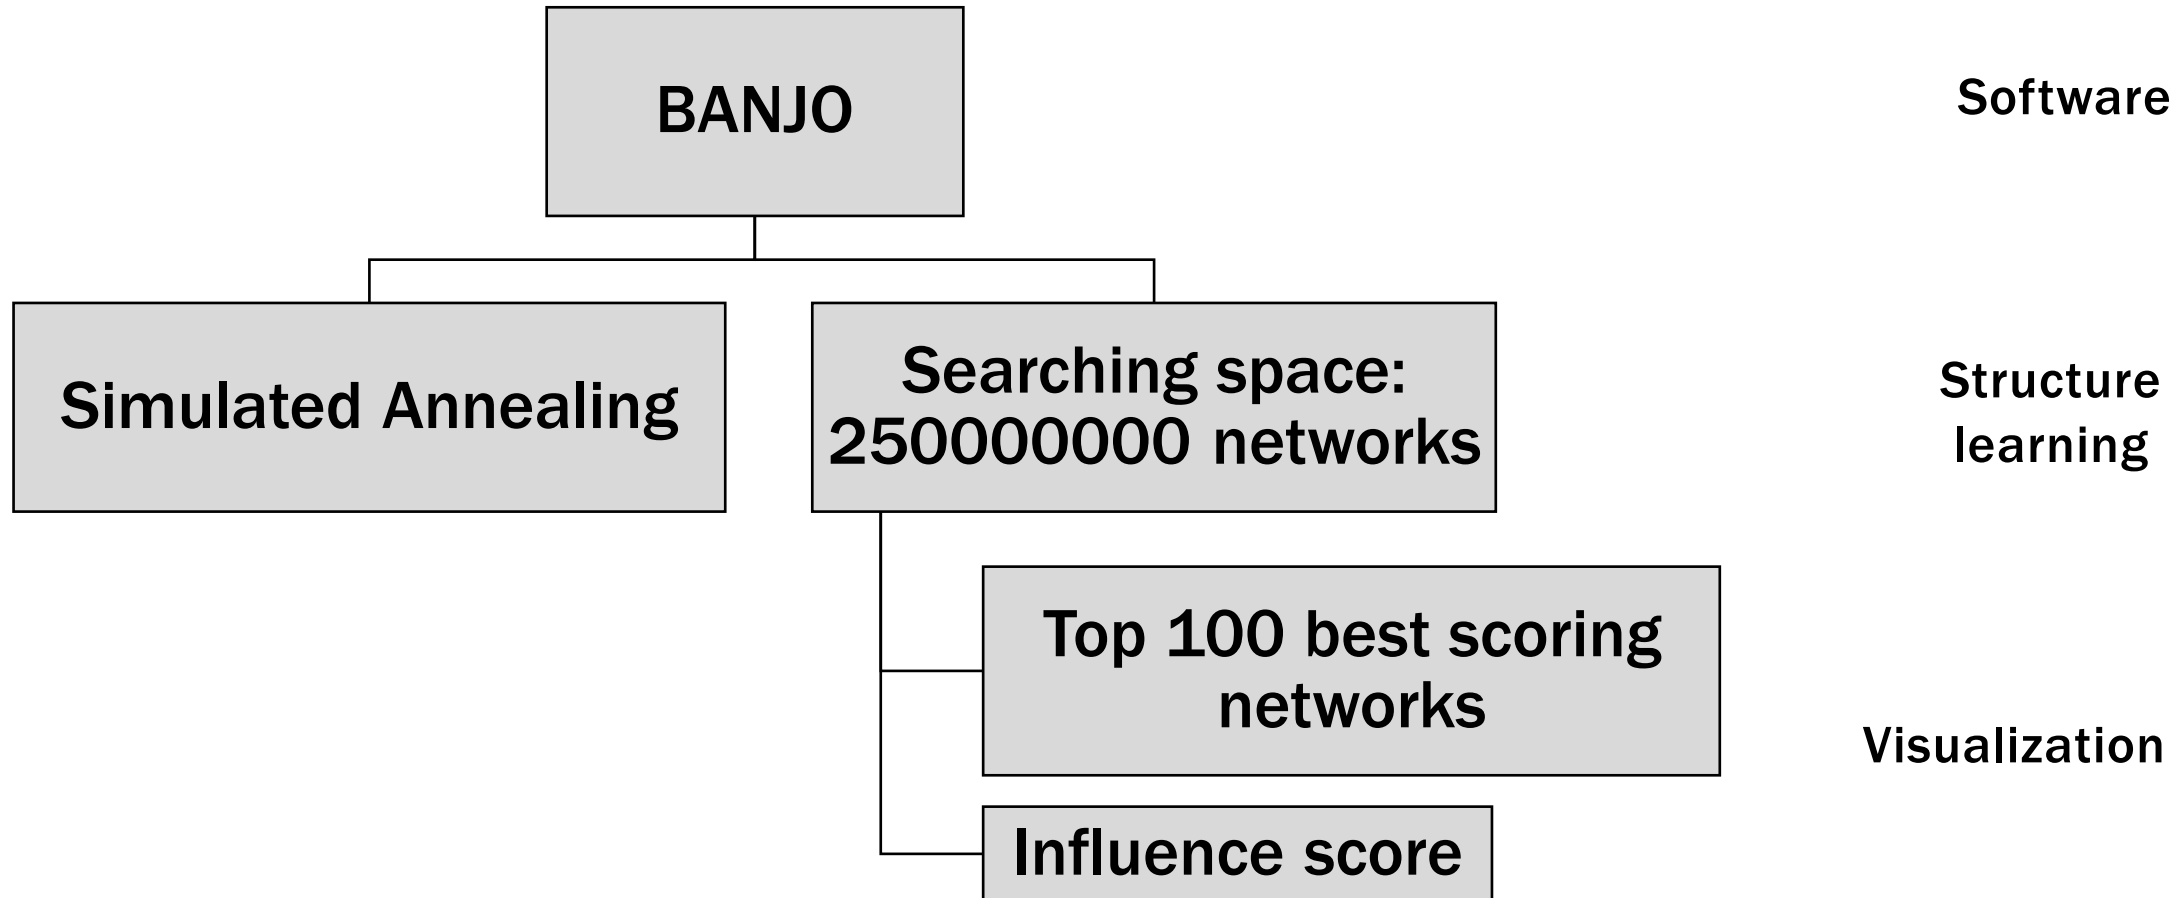 BANJO
Software
Simulated Annealing
Searching space:
250000000 networks
Structure
learning
Top 100 best scoring
networks
Visualization
Influence score